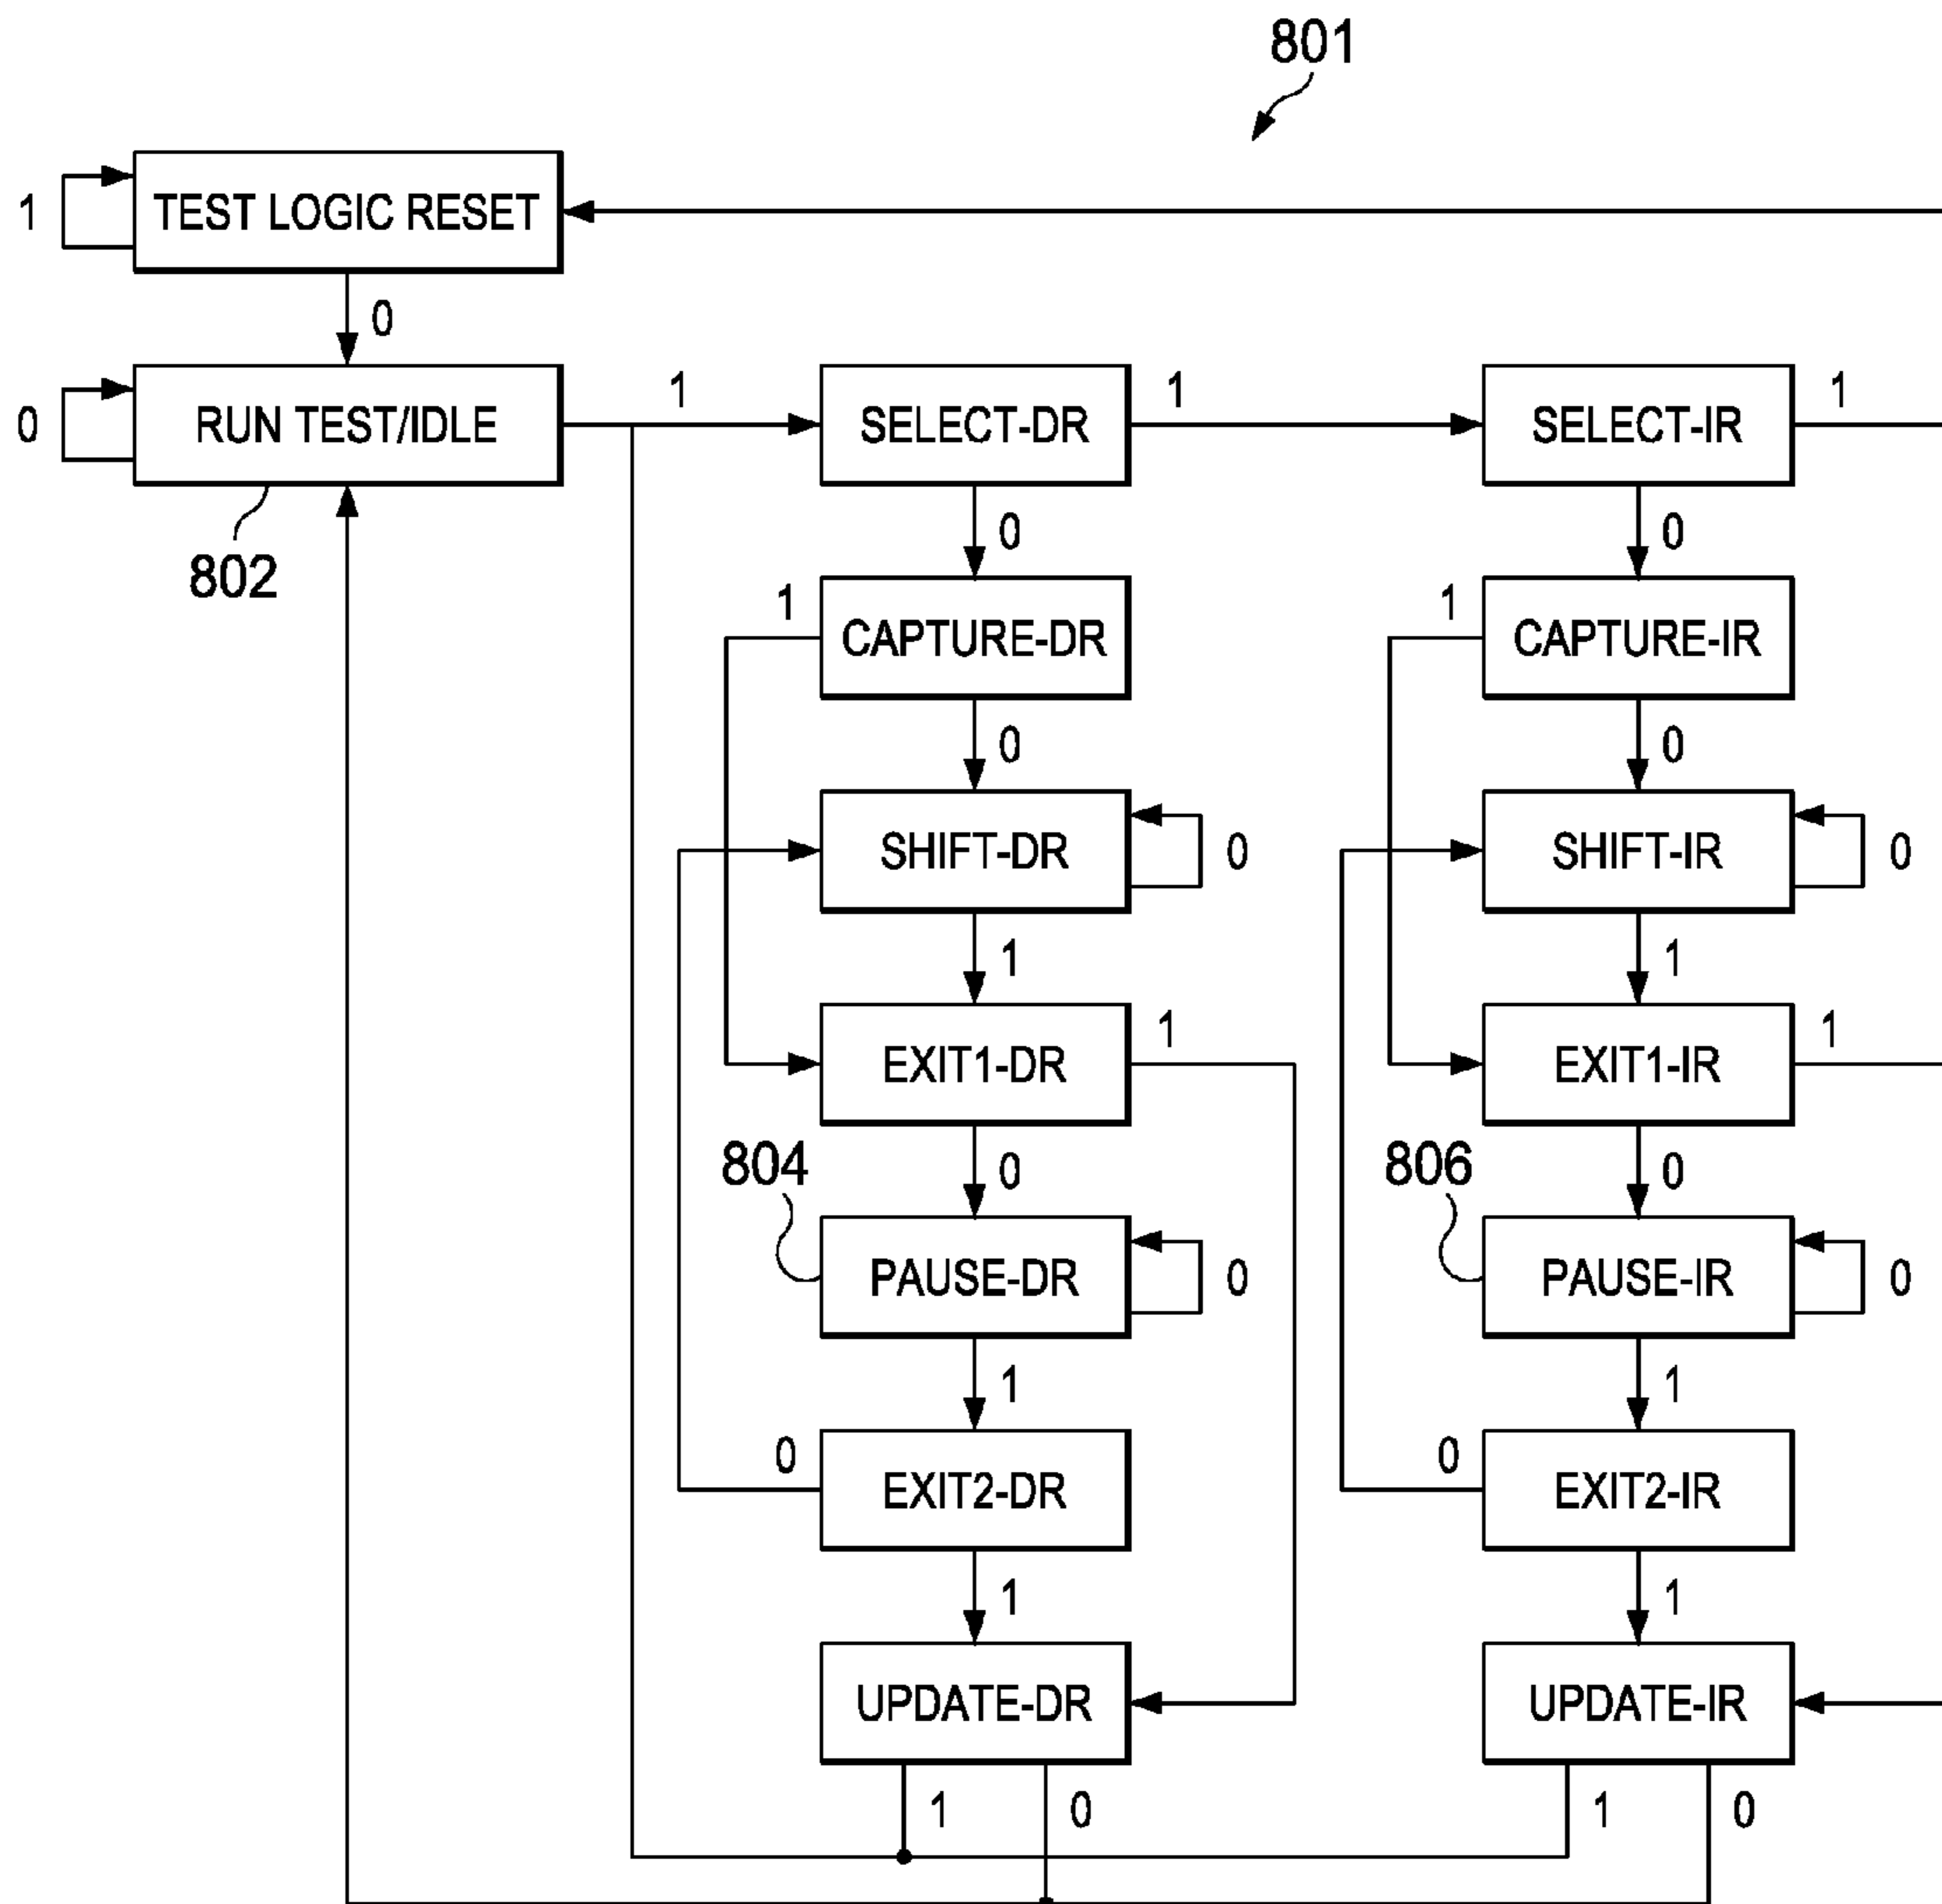 801
1
TEST LOGIC RESET
0
0
RUN TEST/IDLE
802
1
SELECT-DR
1
SELECT-IR
1
0
0
1
CAPTURE-DR
1
CAPTURE-IR
0
0
SHIFT-DR
0
SHIFT-IR
0
1
1
EXIT1-DR
1
EXIT1-IR
1
804
0
806
0
PAUSE-DR
0
PAUSE-IR
0
1
1
0
EXIT2-DR
0
EXIT2-IR
1
1
UPDATE-DR
UPDATE-IR
1
0
1
0